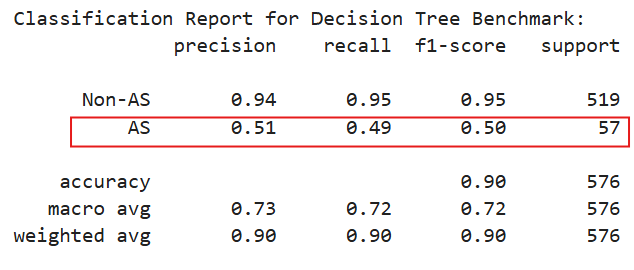 Classification Report for Decision Tree Benchmark:
precision recall f1-score support
Non-AS 0.94 0.95 0.95 519
AS 0.51 0.49 0.50 57
accuracy 0.90 576
macro avg 0.73 0.72 0.72 576
weighted avg 0.90 0.90 0.90 576